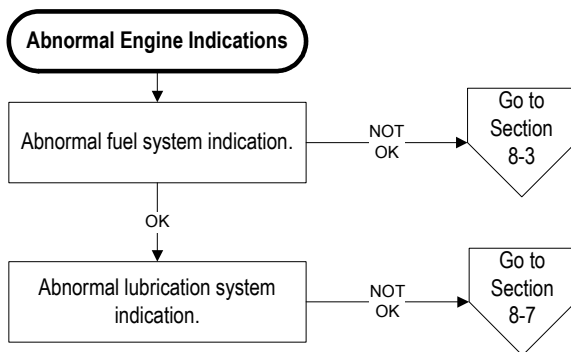 Abnormal Engine Indications
Abnormal fuel system indication.
NOT
OK
Go to
Section
8-3
OK
Abnormal lubrication system
indication.
NOT
OK
Go to
Section
8-7